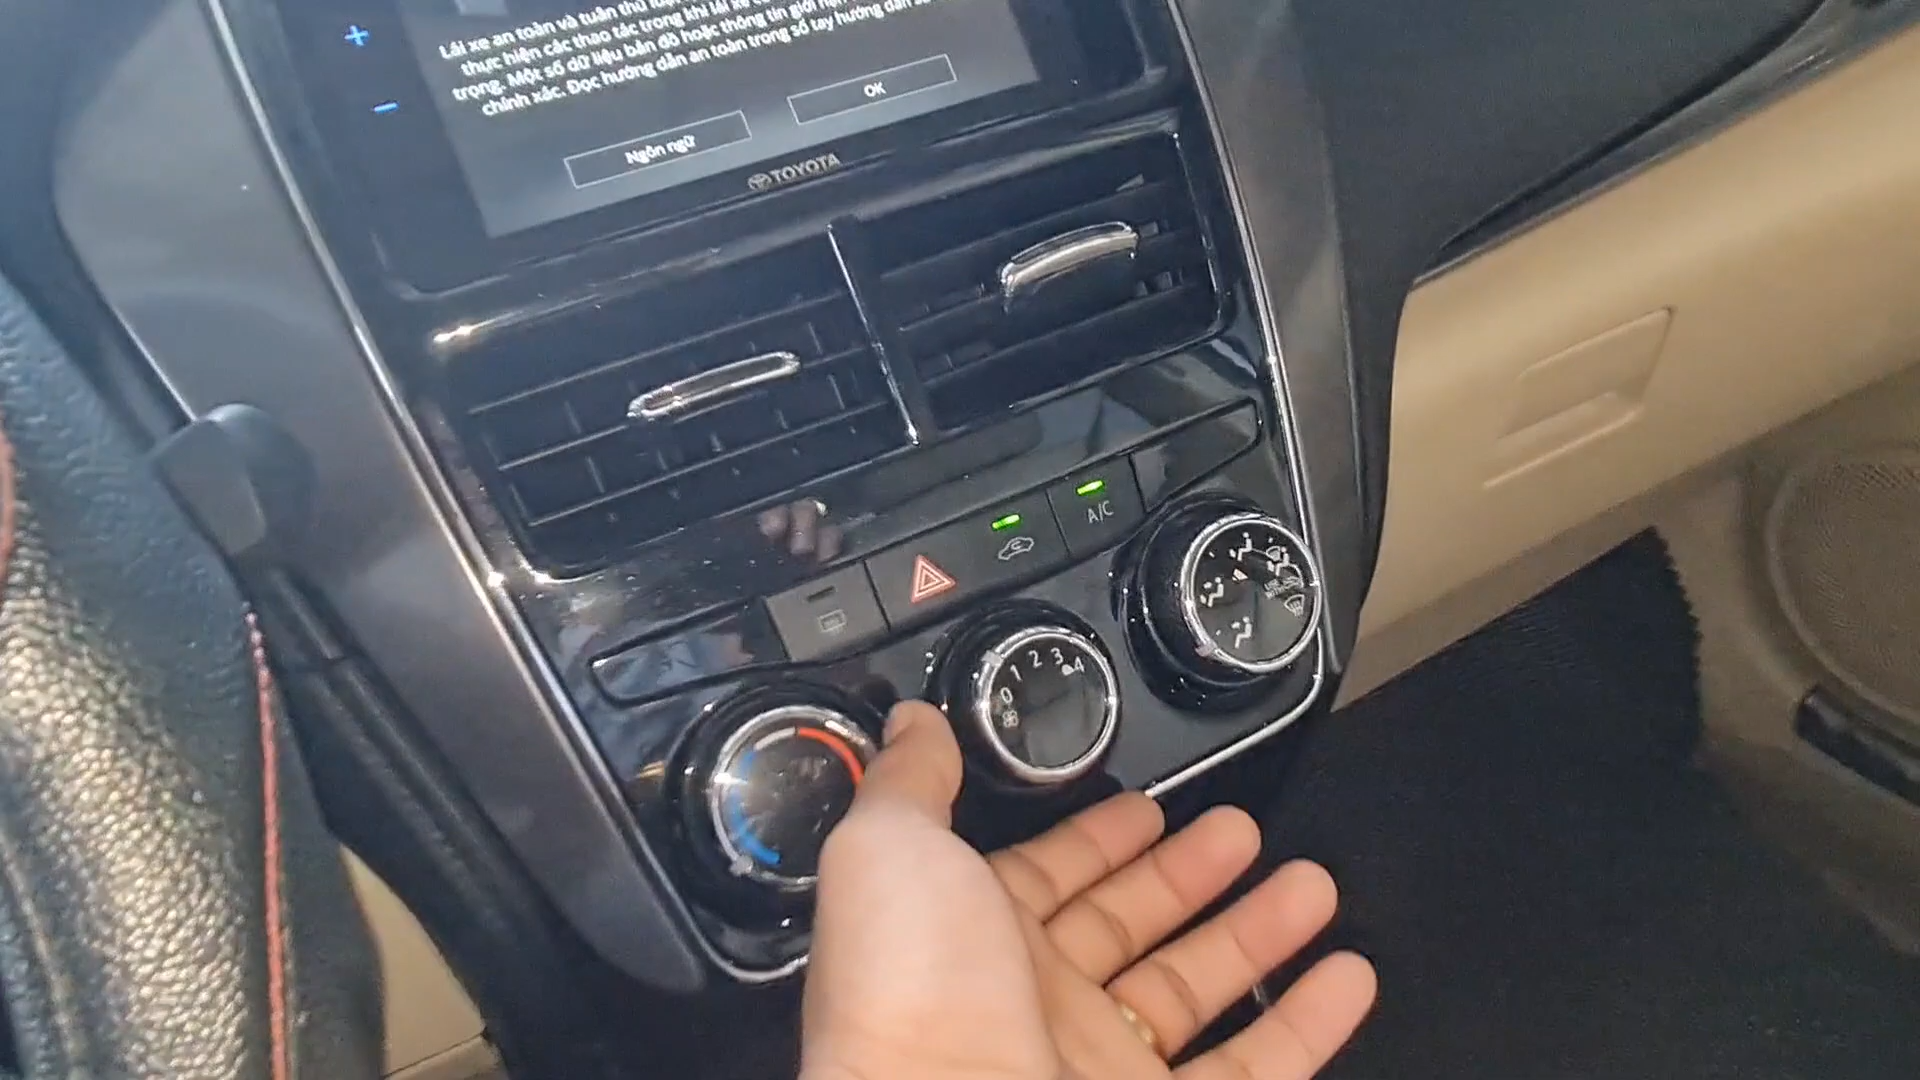 Lái xe an toàn và tuân thủ luật
thực hiện các thao tác trong khi lái xe
trọng. Một số dữ liệu bản đồ hoặc thông tin giới hạn
chính xác. Đọc hướng dẫn an toàn trong sổ tay hướng dẫn
Ngôn ngữ
OK
TOYOTA
A/C
0 1 2 3 4